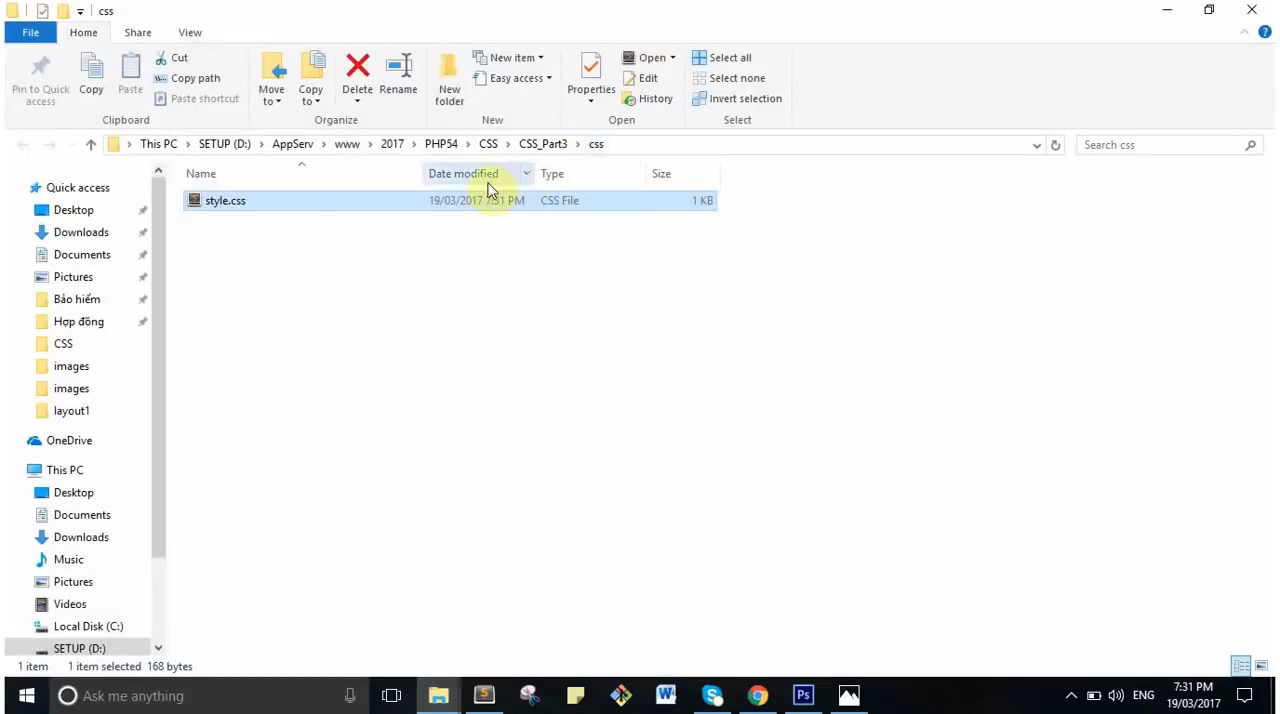 css
File Home Share View
Pin to Quick access
Copy
Paste
Cut
Copy path
Paste shortcut
Move to
Copy to
Delete
Rename
New folder
New item
Easy access
Properties
Open
Edit
History
Select all
Select none
Invert selection
Clipboard Organize New Open Select
This PC SETUP (D:) AppServ www 2017 PHP54 CSS CSS_Part3 css
Search css
Name Date modified Type Size
style.css 19/03/2017 7:31 PM CSS File 1 KB
Quick access
Desktop
Downloads
Documents
Pictures
Bảo hiểm
Hợp đồng
CSS
images
images
layout1
OneDrive
This PC
Desktop
Documents
Downloads
Music
Pictures
Videos
Local Disk (C:)
SETUP (D:)
1 item 1 item selected 168 bytes
Ask me anything
W
Ps
ENG
7:31 PM
19/03/2017